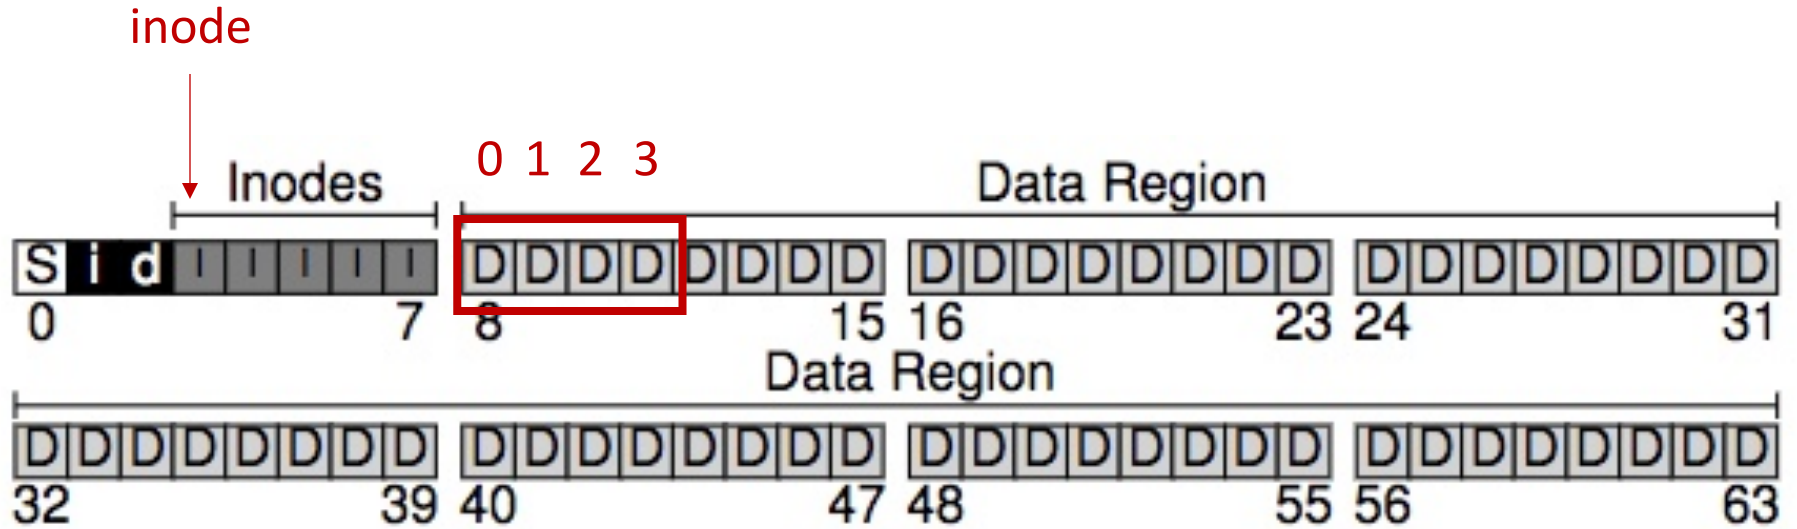 inode
0 1 2 3
Inodes Data Region
S i d I I I I I D D D D D D D D D D D D D D D D D D D D D D D D
0 7 8 15 16 23 24 31
Data Region
D D D D D D D D D D D D D D D D D D D D D D D D D D D D D D D D
32 39 40 47 48 55 56 63